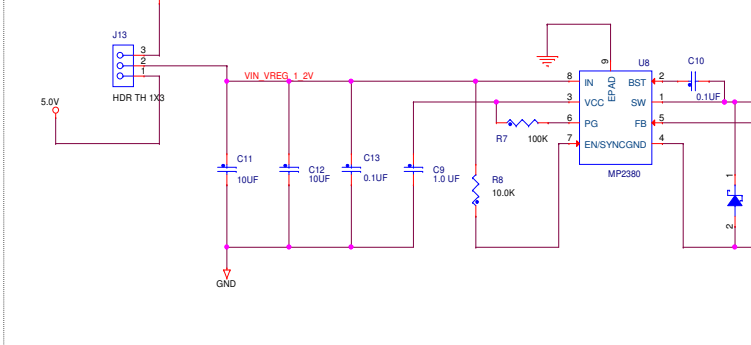 J13
3
2
1
HDR TH 1X3
5.0V
VIN_VREG_1_2V
C11
10UF
C12
10UF
C13
0.1UF
C9
1.0 UF
R7
100K
R8
10.0K
GND
9
U8
8
IN
EPAD
BST
2
3
VCC
SW
1
6
PG
FB
5
7
EN/SYNC
GND
4
MP2380
C10
0.1UF
1
2